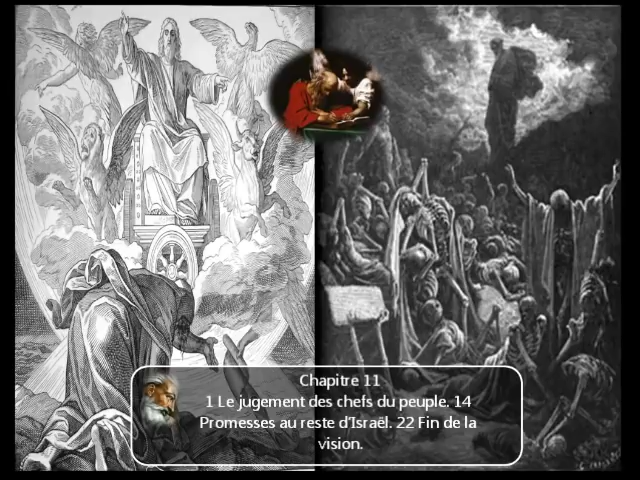 Chapitre 11
1 Le jugement des chefs du peuple. 14
Promesses au reste d'Israël. 22 Fin de la
vision.